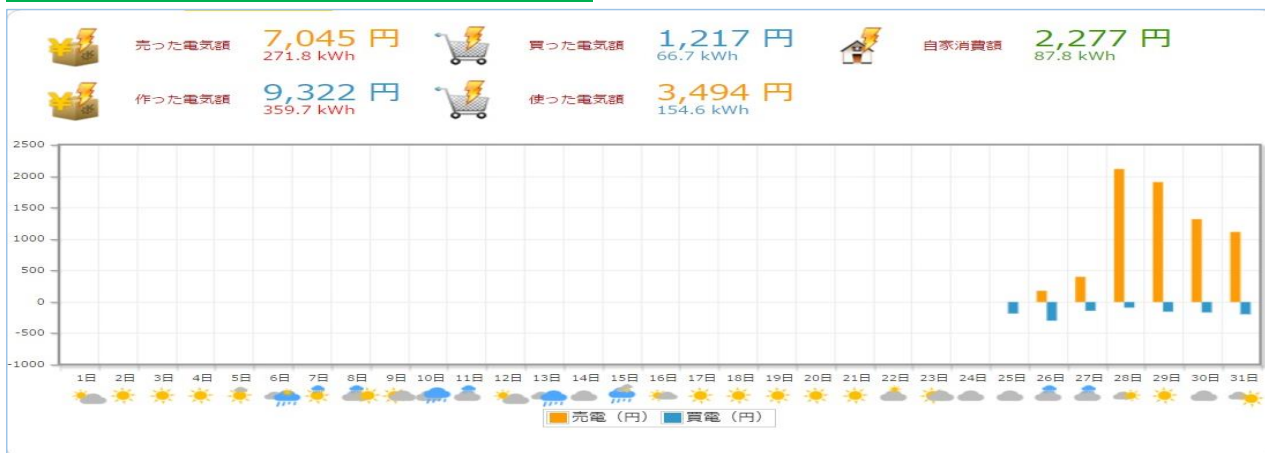 売った電気額 7,045 円 買った電気額 1,217 円 自家消費額 2,277 円
271.8 kWh 66.7 kWh 87.8 kWh
作った電気額 9,322 円 使った電気額 3,494 円
359.7 kWh 154.6 kWh
2500
2000
1500
1000
500
0
-500
-1000
1日 2日 3日 4日 5日 6日 7日 8日 9日 10日 11日 12日 13日 14日 15日 16日 17日 18日 19日 20日 21日 22日 23日 24日 25日 26日 27日 28日 29日 30日 31日
売電（円） 買電（円）